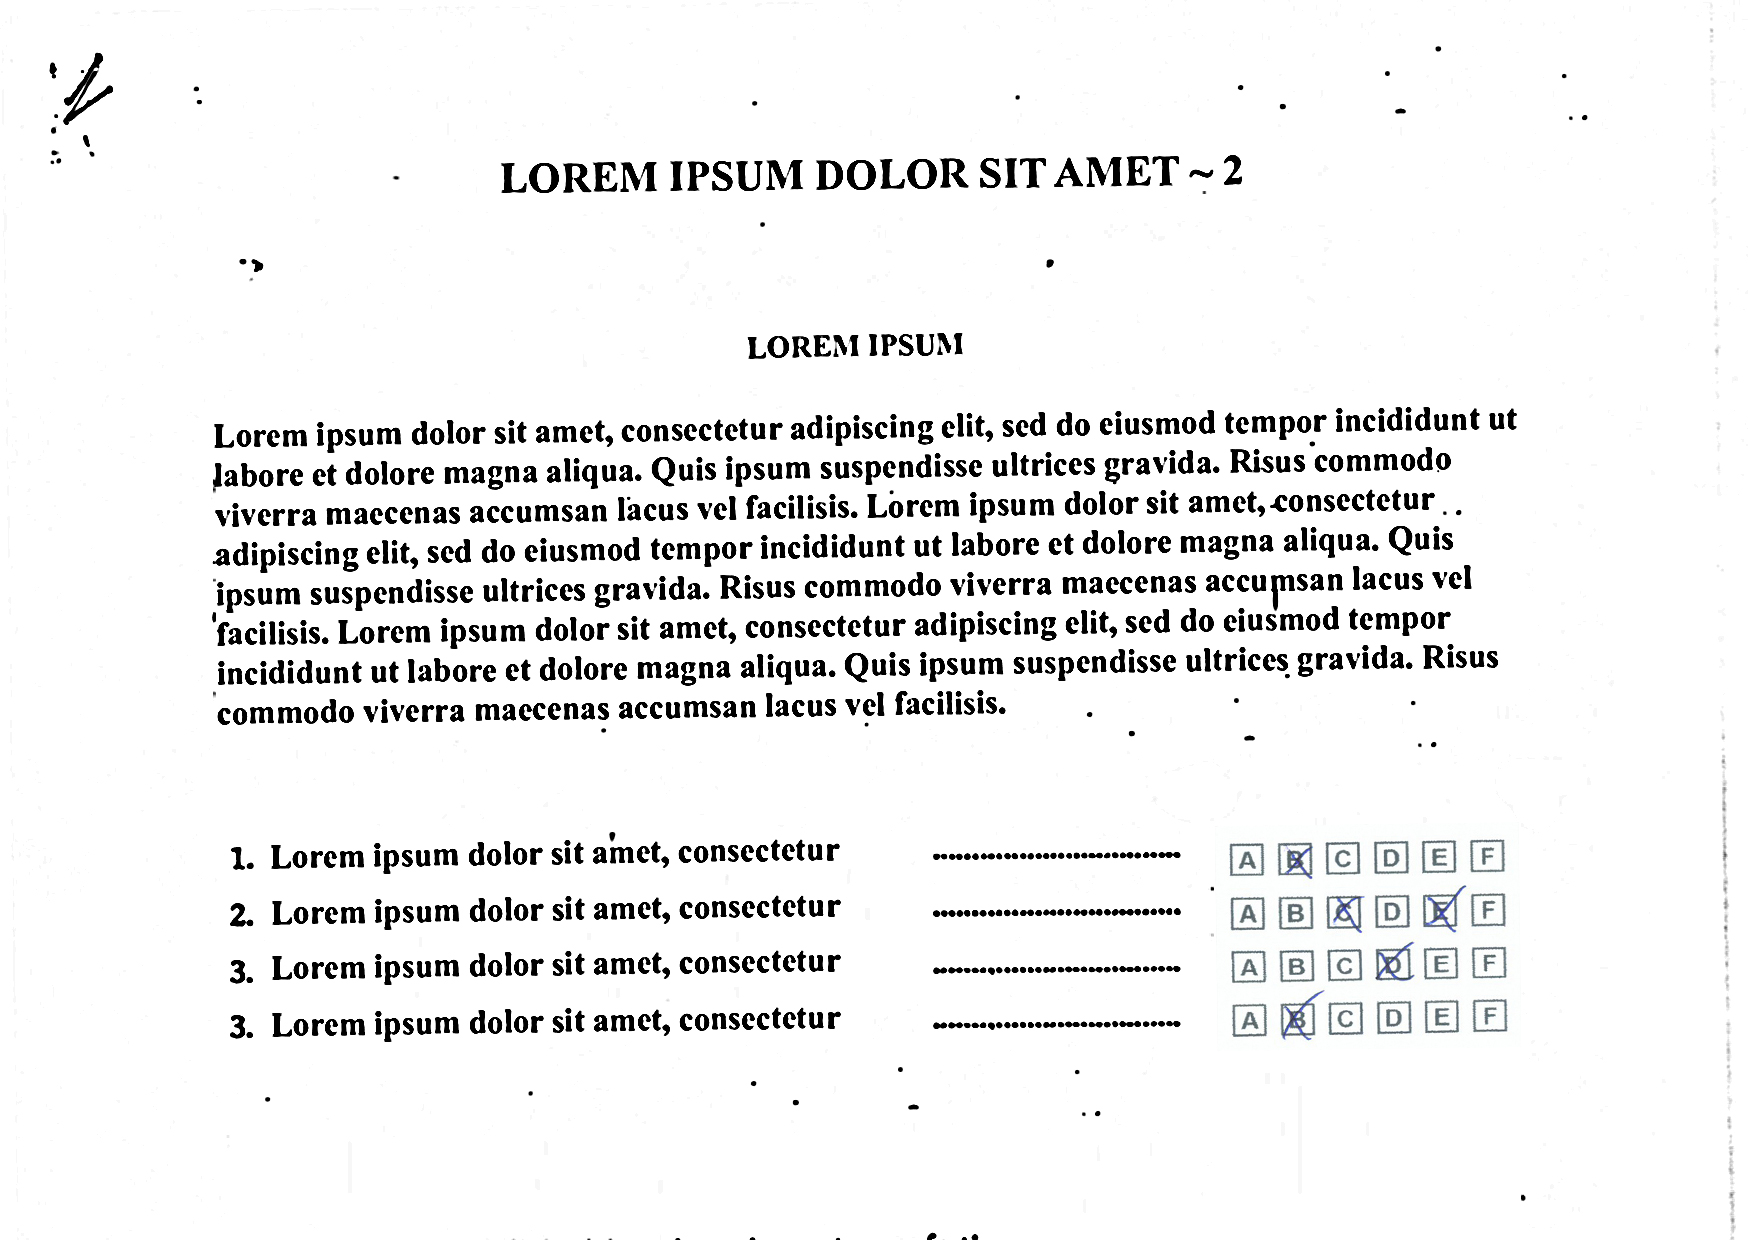 LOREM IPSUM DOLOR SIT AMET ~ 2
LOREM IPSUM
Lorem ipsum dolor sit amet, consectetur adipiscing elit, sed do eiusmod tempor incididunt ut
labore et dolore magna aliqua. Quis ipsum suspendisse ultrices gravida. Risus commodo
viverra maecenas accumsan lacus vel facilisis. Lorem ipsum dolor sit amet, consectetur
adipiscing elit, sed do eiusmod tempor incididunt ut labore et dolore magna aliqua. Quis
ipsum suspendisse ultrices gravida. Risus commodo viverra maecenas accumsan lacus vel
facilisis. Lorem ipsum dolor sit amet, consectetur adipiscing elit, sed do eiusmod tempor
incididunt ut labore et dolore magna aliqua. Quis ipsum suspendisse ultrices gravida. Risus
commodo viverra maecenas accumsan lacus vel facilisis.
1. Lorem ipsum dolor sit amet, consectetur ................................ A B C D E F
2. Lorem ipsum dolor sit amet, consectetur ................................ A B C D E F
3. Lorem ipsum dolor sit amet, consectetur ................................ A B C D E F
3. Lorem ipsum dolor sit amet, consectetur ................................ A B C D E F